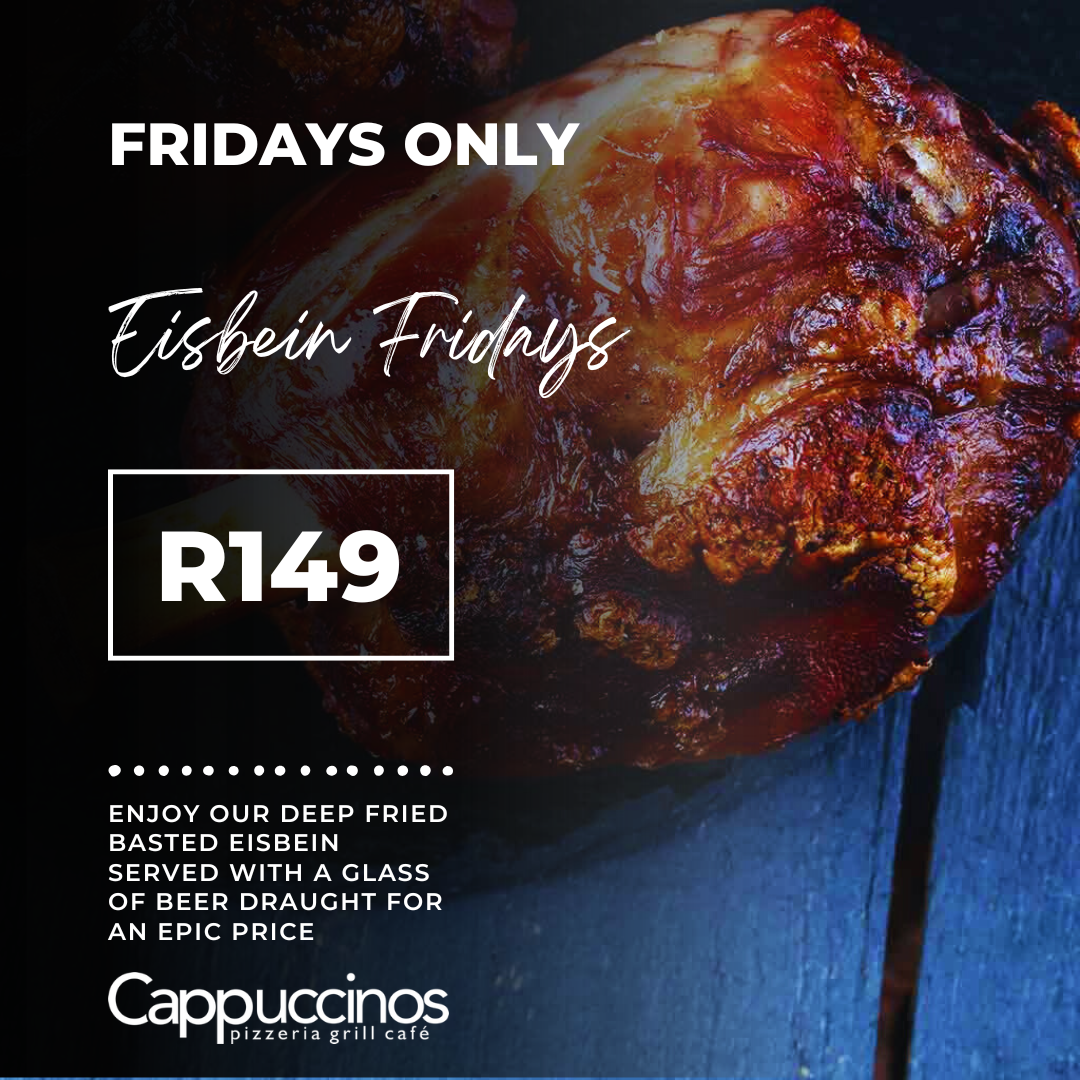 FRIDAYS ONLY
Eisbein Fridays
R149
ENJOY OUR DEEP FRIED
BASTED EISBEIN
SERVED WITH A GLASS
OF BEER DRAUGHT FOR
AN EPIC PRICE
Cappuccinos
pizzeria grill café